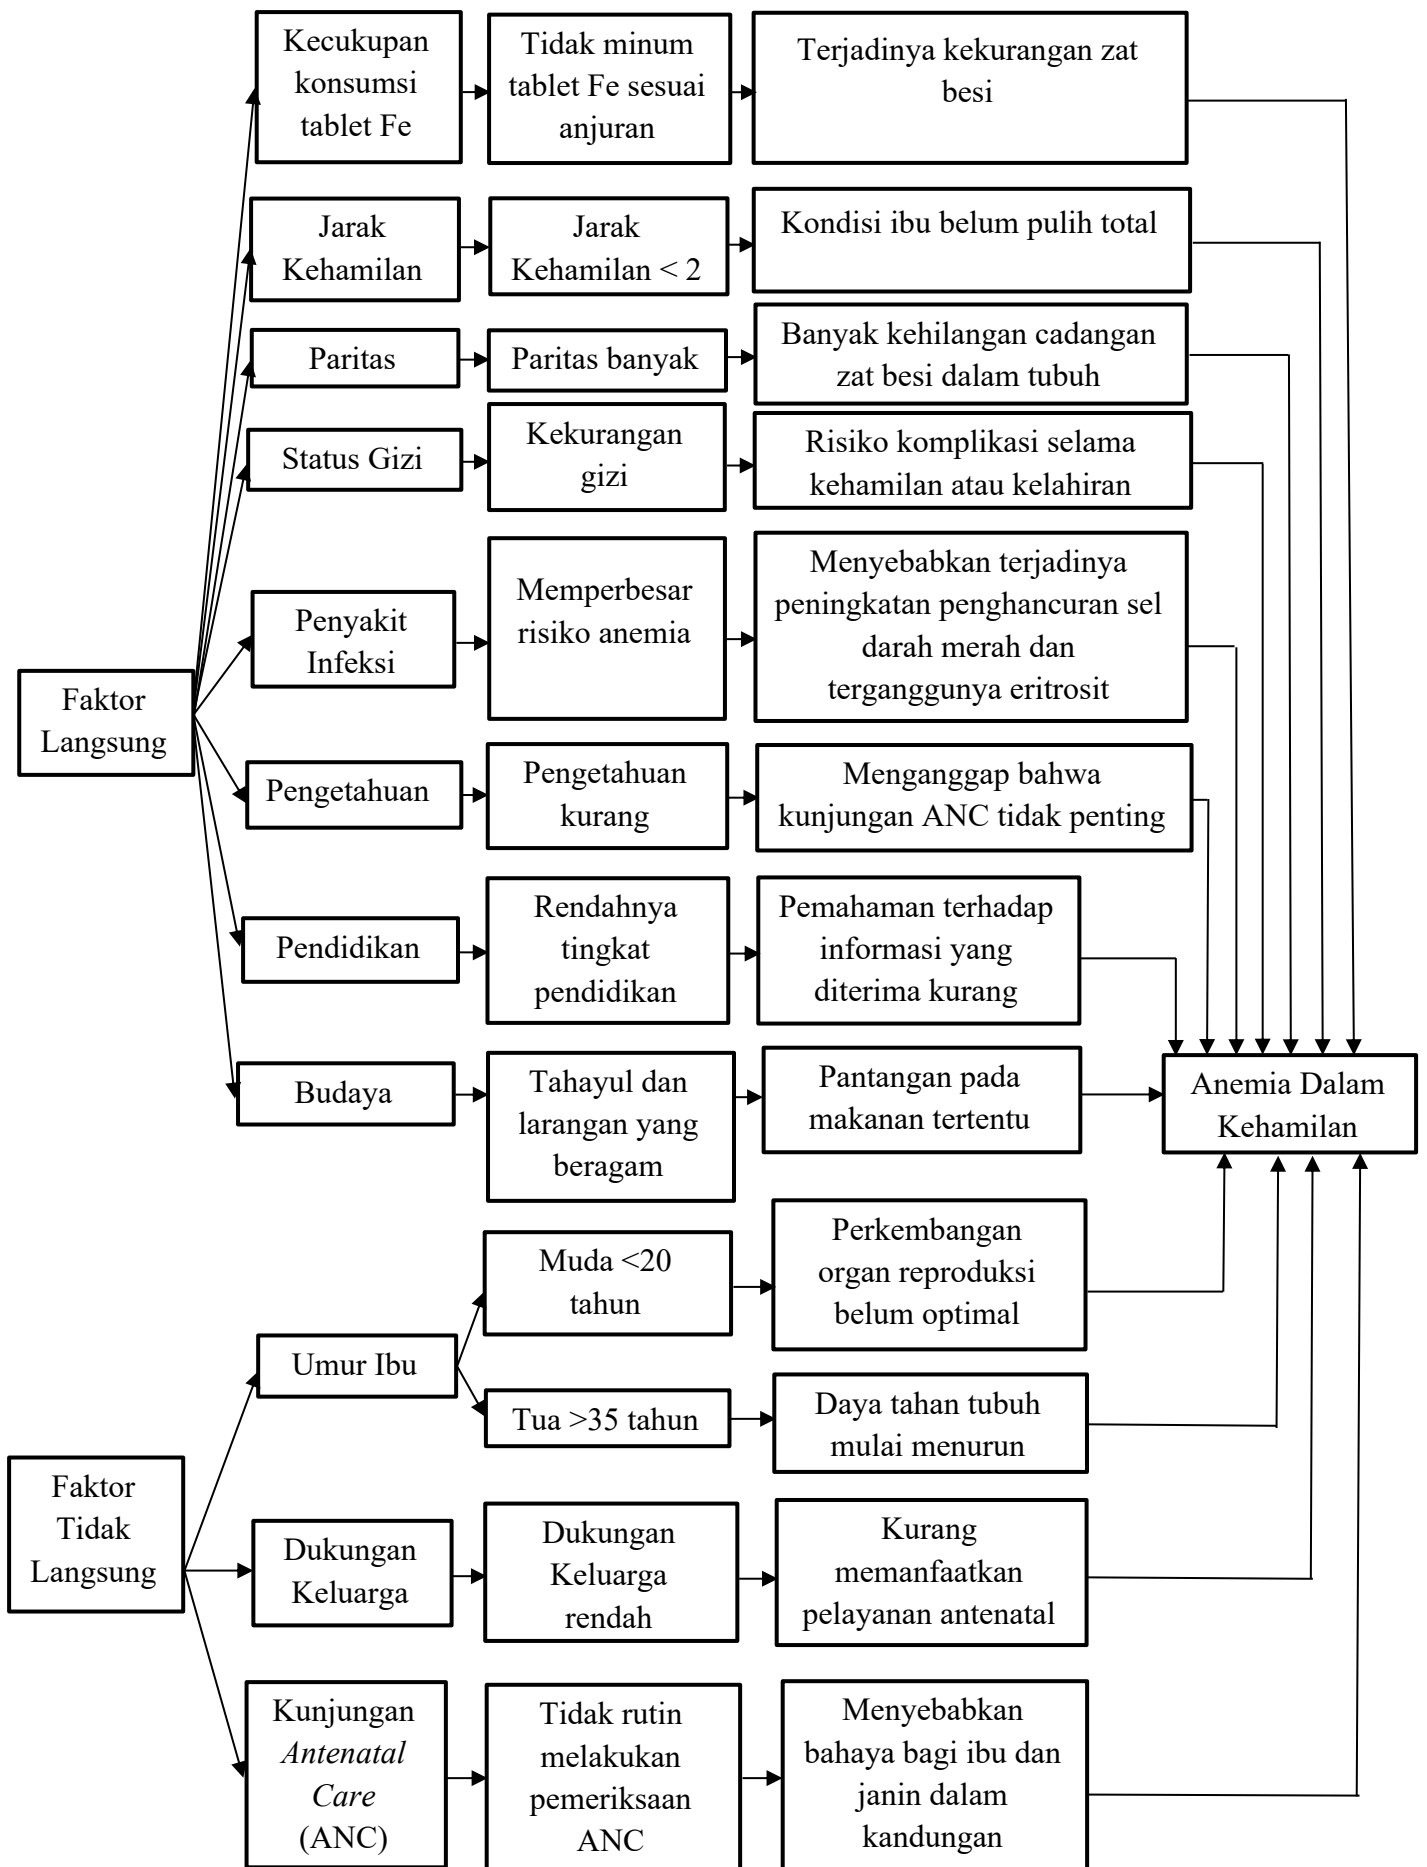 Kecukupan
konsumsi
tablet Fe
Tidak minum
tablet Fe sesuai
anjuran
Terjadinya kekurangan zat
besi
Jarak
Kehamilan
Jarak
Kehamilan < 2
Kondisi ibu belum pulih total
Paritas
Paritas banyak
Banyak kehilangan cadangan
zat besi dalam tubuh
Status Gizi
Kekurangan
gizi
Risiko komplikasi selama
kehamilan atau kelahiran
Penyakit
Infeksi
Memperbesar
risiko anemia
Menyebabkan terjadinya
peningkatan penghancuran sel
darah merah dan
terganggunya eritrosit
Faktor
Langsung
Pengetahuan
Pengetahuan
kurang
Menganggap bahwa
kunjungan ANC tidak penting
Pendidikan
Rendahnya
tingkat
pendidikan
Pemahaman terhadap
informasi yang
diterima kurang
Budaya
Tahayul dan
larangan yang
beragam
Pantangan pada
makanan tertentu
Anemia Dalam
Kehamilan
Umur Ibu
Muda <20
tahun
Perkembangan
organ reproduksi
belum optimal
Tua >35 tahun
Daya tahan tubuh
mulai menurun
Faktor
Tidak
Langsung
Dukungan
Keluarga
Dukungan
Keluarga
rendah
Kurang
memanfaatkan
pelayanan antenatal
Kunjungan
Antenatal
Care
(ANC)
Tidak rutin
melakukan
pemeriksaan
ANC
Menyebabkan
bahaya bagi ibu dan
janin dalam
kandungan